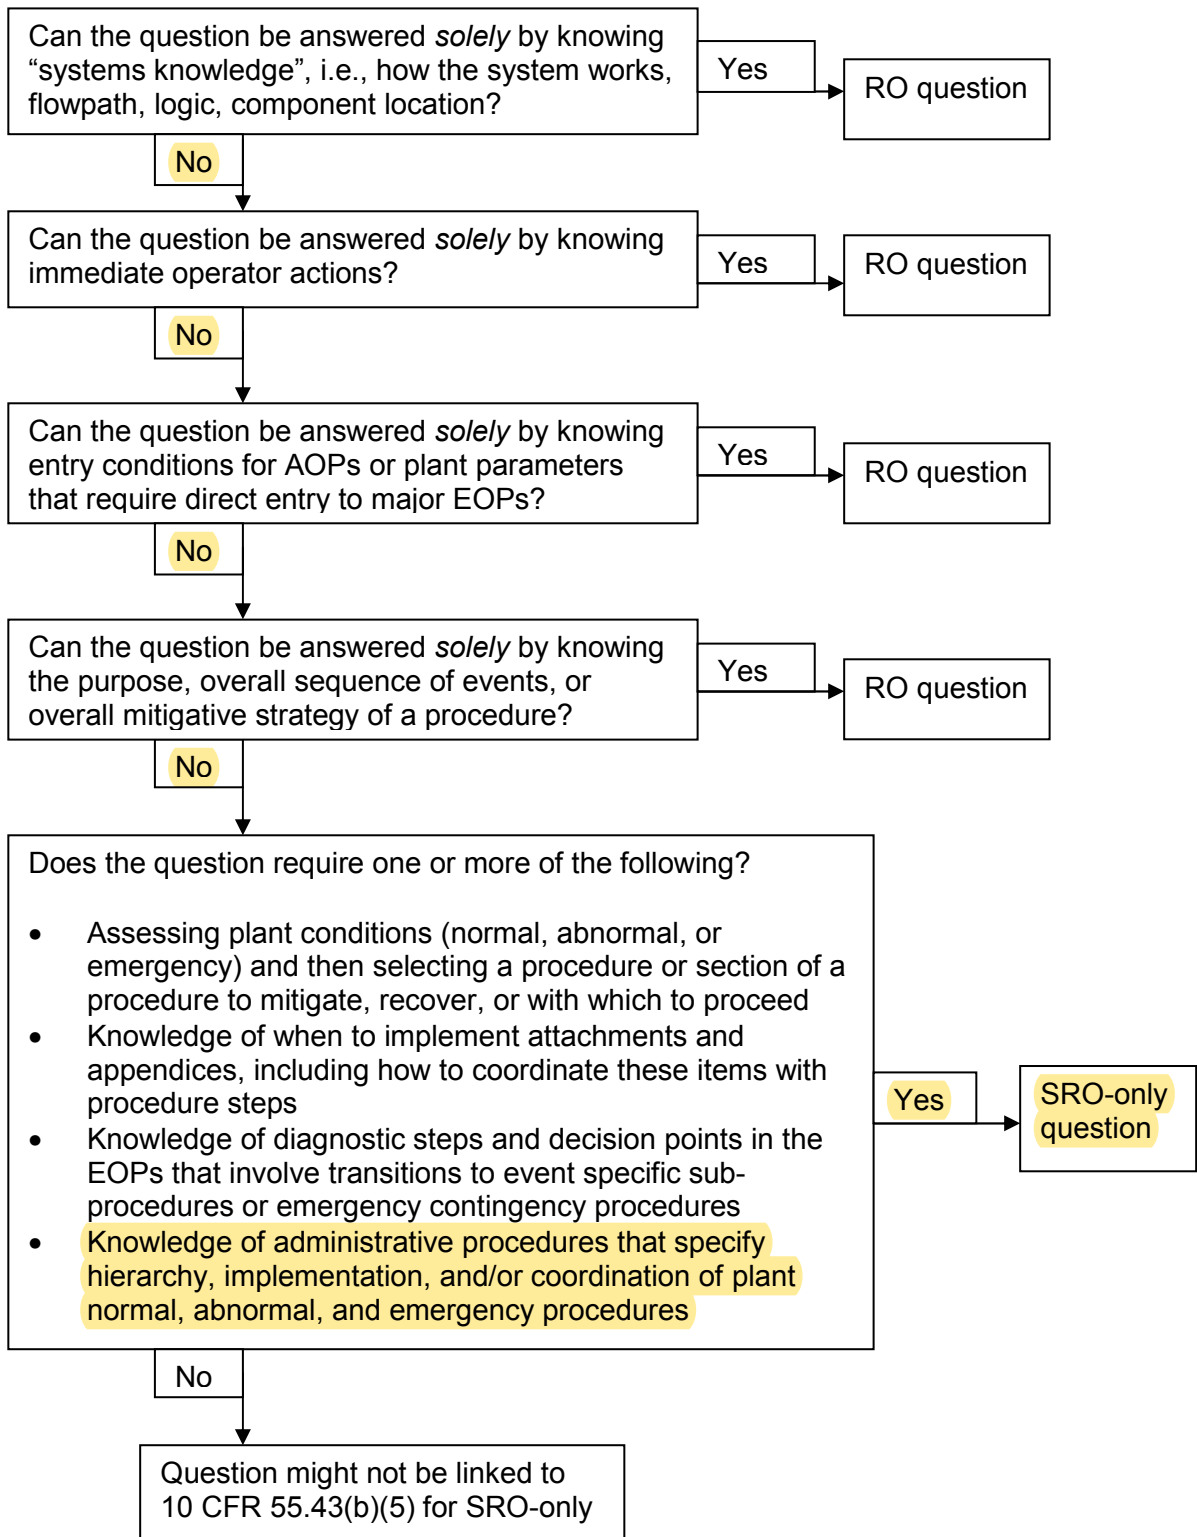 Can the question be answered solely by knowing
“systems knowledge”, i.e., how the system works,
flowpath, logic, component location?
Yes
RO question
No
Can the question be answered solely by knowing
immediate operator actions?
Yes
RO question
No
Can the question be answered solely by knowing
entry conditions for AOPs or plant parameters
that require direct entry to major EOPs?
Yes
RO question
No
Can the question be answered solely by knowing
the purpose, overall sequence of events, or
overall mitigative strategy of a procedure?
Yes
RO question
No
Does the question require one or more of the following?
• Assessing plant conditions (normal, abnormal, or
emergency) and then selecting a procedure or section of a
procedure to mitigate, recover, or with which to proceed
• Knowledge of when to implement attachments and
appendices, including how to coordinate these items with
procedure steps
• Knowledge of diagnostic steps and decision points in the
EOPs that involve transitions to event specific sub-
procedures or emergency contingency procedures
• Knowledge of administrative procedures that specify
hierarchy, implementation, and/or coordination of plant
normal, abnormal, and emergency procedures
Yes
SRO-only
question
No
Question might not be linked to
10 CFR 55.43(b)(5) for SRO-only